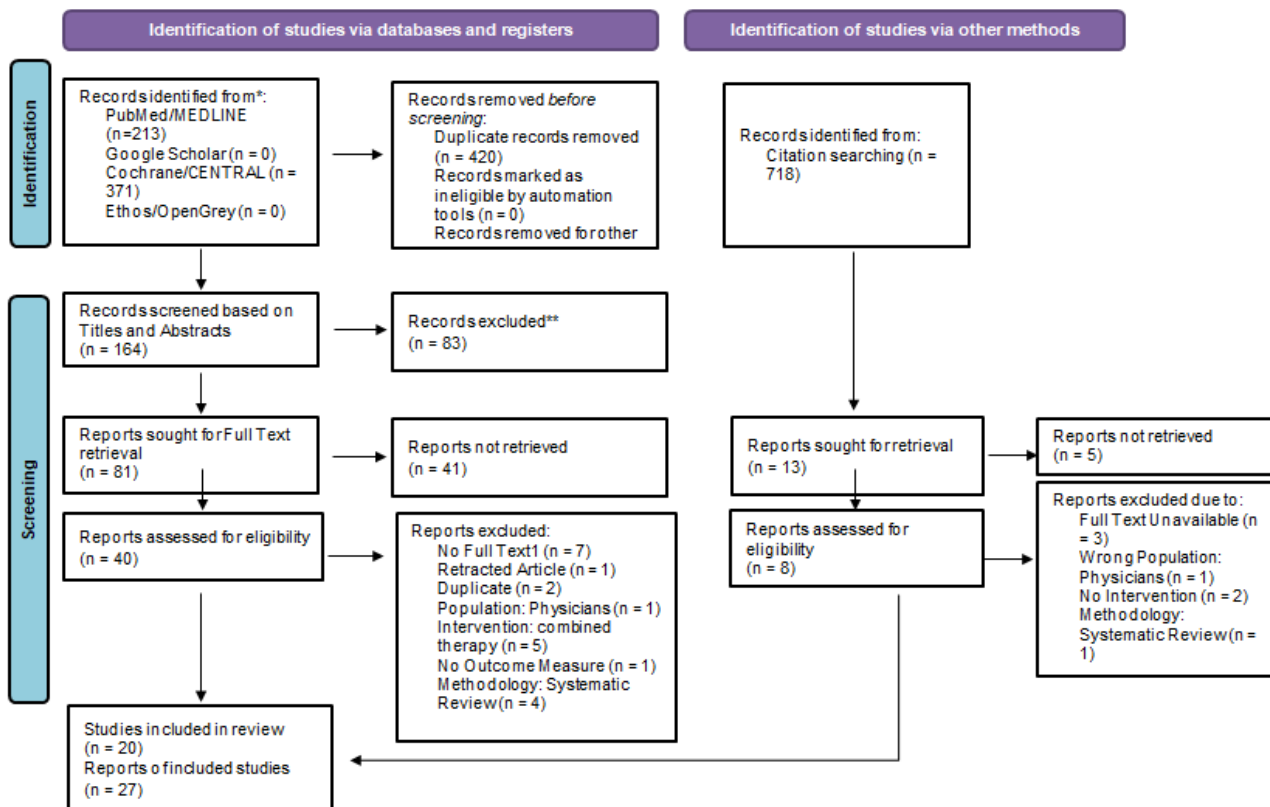 Identification of studies via databases and registers
Identification of studies via other methods
Identification
Records identified from*:
PubMed/MEDLINE
(n=213)
Google Scholar (n = 0)
Cochrane/CENTRAL (n =
371)
Ethos/OpenGrey (n = 0)
Records removed before
screening:
Duplicate records removed
(n = 420)
Records marked as
ineligible by automation
tools (n = 0)
Records removed for other
Records identified from:
Citation searching (n =
718)
Screening
Records screened based on
Titles and Abstracts
(n = 164)
Records excluded**
(n = 83)
Reports sought for Full Text
retrieval
(n = 81)
Reports not retrieved
(n = 41)
Reports sought for retrieval
(n = 13)
Reports not retrieved
(n = 5)
Reports assessed for eligibility
(n = 40)
Reports excluded:
No Full Text1 (n = 7)
Retracted Article (n = 1)
Duplicate (n = 2)
Population: Physicians (n = 1)
Intervention: combined
therapy (n = 5)
No Outcome Measure (n = 1)
Methodology: Systematic
Review (n = 4)
Reports assessed for
eligibility
(n = 8)
Reports excluded due to:
Full Text Unavailable (n
= 3)
Wrong Population:
Physicians (n = 1)
No Intervention (n = 2)
Methodology:
Systematic Review (n =
1)
Studies included in review
(n = 20)
Reports of included studies
(n = 27)